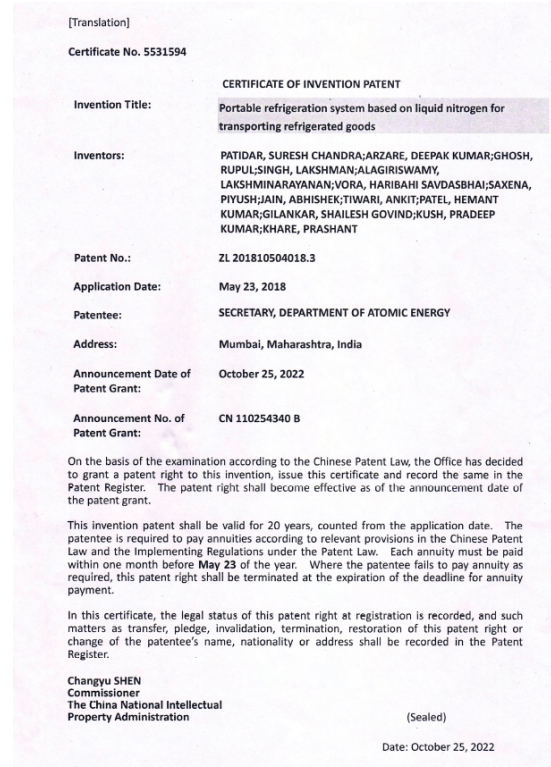 [Translation]
Certificate No. 5531594
CERTIFICATE OF INVENTION PATENT
Invention Title: Portable refrigeration system based on liquid nitrogen for
transporting refrigerated goods
Inventors: PATIDAR, SURESH CHANDRA;ARZARE, DEEPAK KUMAR;GHOSH,
RUPUL;SINGH, LAKSHMAN;ALAGIRISWAMY,
LAKSHMINARAYANAN;VORA, HARIBAHI SAVDASBHAI;SAXENA,
PIYUSH;JAIN, ABHISHEK;TIWARI, ANKIT;PATEL, HEMANT
KUMAR;GILANKAR, SHAILESH GOVIND;KUSH, PRADEEP
KUMAR;KHARE, PRASHANT
Patent No.: ZL 201810504018.3
Application Date: May 23, 2018
Patentee: SECRETARY, DEPARTMENT OF ATOMIC ENERGY
Address: Mumbai, Maharashtra, India
Announcement Date of October 25, 2022
Patent Grant:
Announcement No. of CN 110254340 B
Patent Grant:
On the basis of the examination according to the Chinese Patent Law, the Office has decided
to grant a patent right to this invention, issue this certificate and record the same in the
Patent Register. The patent right shall become effective as of the announcement date of
the patent grant.
This invention patent shall be valid for 20 years, counted from the application date. The
patentee is required to pay annuities according to relevant provisions in the Chinese Patent
Law and the Implementing Regulations under the Patent Law. Each annuity must be paid
within one month before May 23 of the year. Where the patentee fails to pay annuity as
required, this patent right shall be terminated at the expiration of the deadline for annuity
payment.
In this certificate, the legal status of this patent right at registration is recorded, and such
matters as transfer, pledge, invalidation, termination, restoration of this patent right or
change of the patentee's name, nationality or address shall be recorded in the Patent
Register.
Changyu SHEN
Commissioner
The China National Intellectual
Property Administration (Sealed)
Date: October 25, 2022